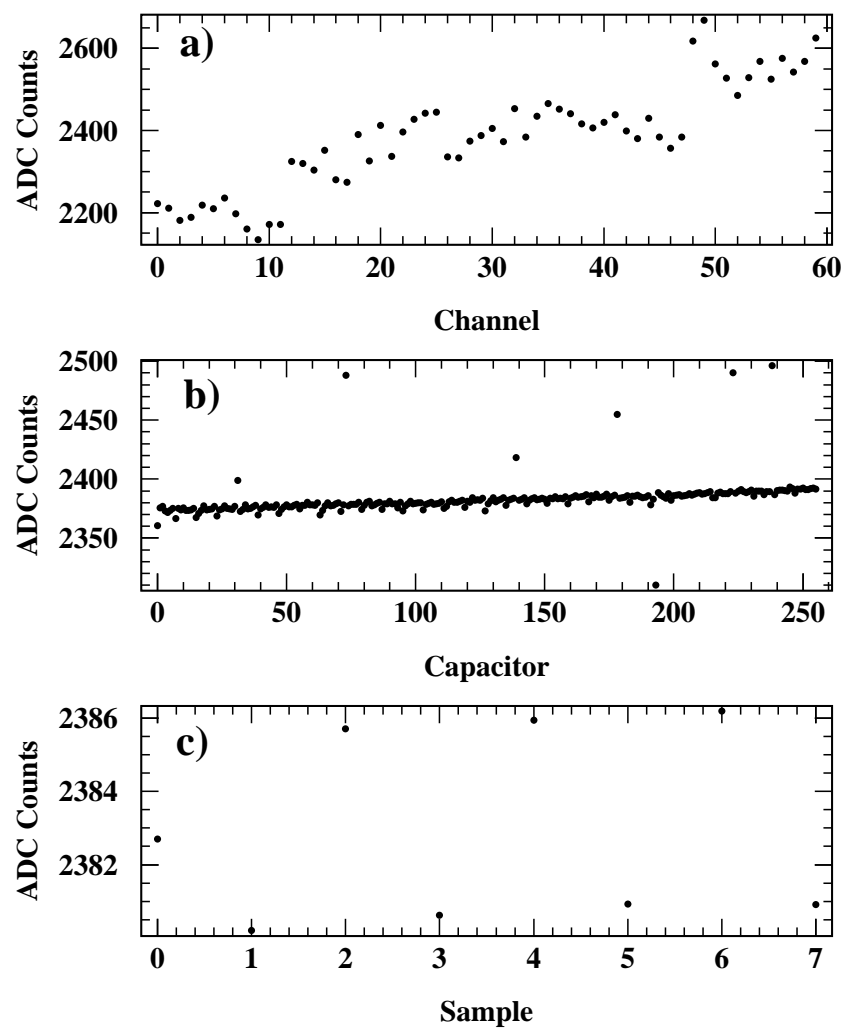 a)
ADC Counts
2600
2400
2200
0 10 20 30 40 50 60
Channel
b)
ADC Counts
2500
2450
2400
2350
0 50 100 150 200 250
Capacitor
c)
ADC Counts
2386
2384
2382
0 1 2 3 4 5 6 7
Sample